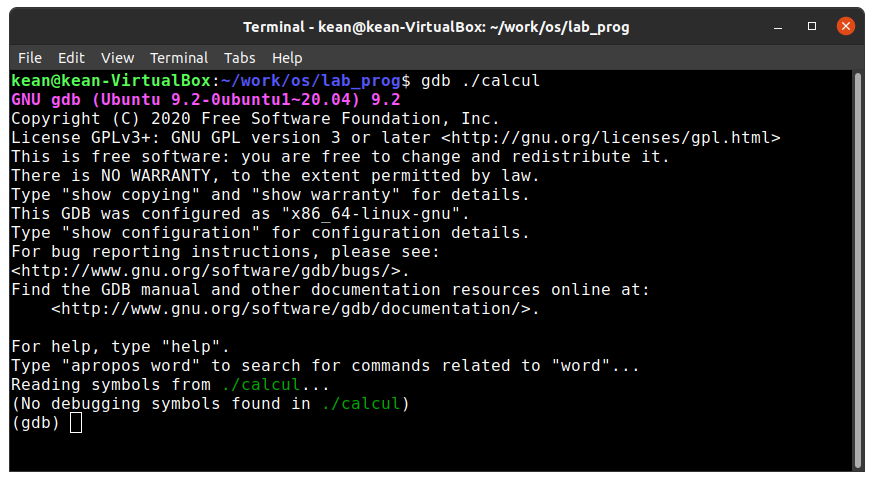 Terminal - kean@kean-VirtualBox: ~/work/os/lab_prog
File Edit View Terminal Tabs Help
kean@kean-VirtualBox:~/work/os/lab_prog$ gdb ./calcul
GNU gdb (Ubuntu 9.2-0ubuntu1~20.04) 9.2
Copyright (C) 2020 Free Software Foundation, Inc.
License GPLv3+: GNU GPL version 3 or later <http://gnu.org/licenses/gpl.html>
This is free software: you are free to change and redistribute it.
There is NO WARRANTY, to the extent permitted by law.
Type "show copying" and "show warranty" for details.
This GDB was configured as "x86_64-linux-gnu".
Type "show configuration" for configuration details.
For bug reporting instructions, please see:
<http://www.gnu.org/software/gdb/bugs/>.
Find the GDB manual and other documentation resources online at:
    <http://www.gnu.org/software/gdb/documentation/>.

For help, type "help".
Type "apropos word" to search for commands related to "word"...
Reading symbols from ./calcul...
(No debugging symbols found in ./calcul)
(gdb)